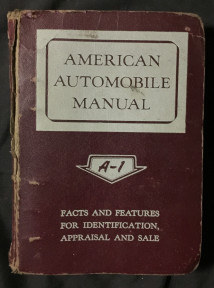 AMERICAN
AUTOMOBILE
MANUAL
A-1
FACTS AND FEATURES
FOR IDENTIFICATION,
APPRAISAL AND SALE